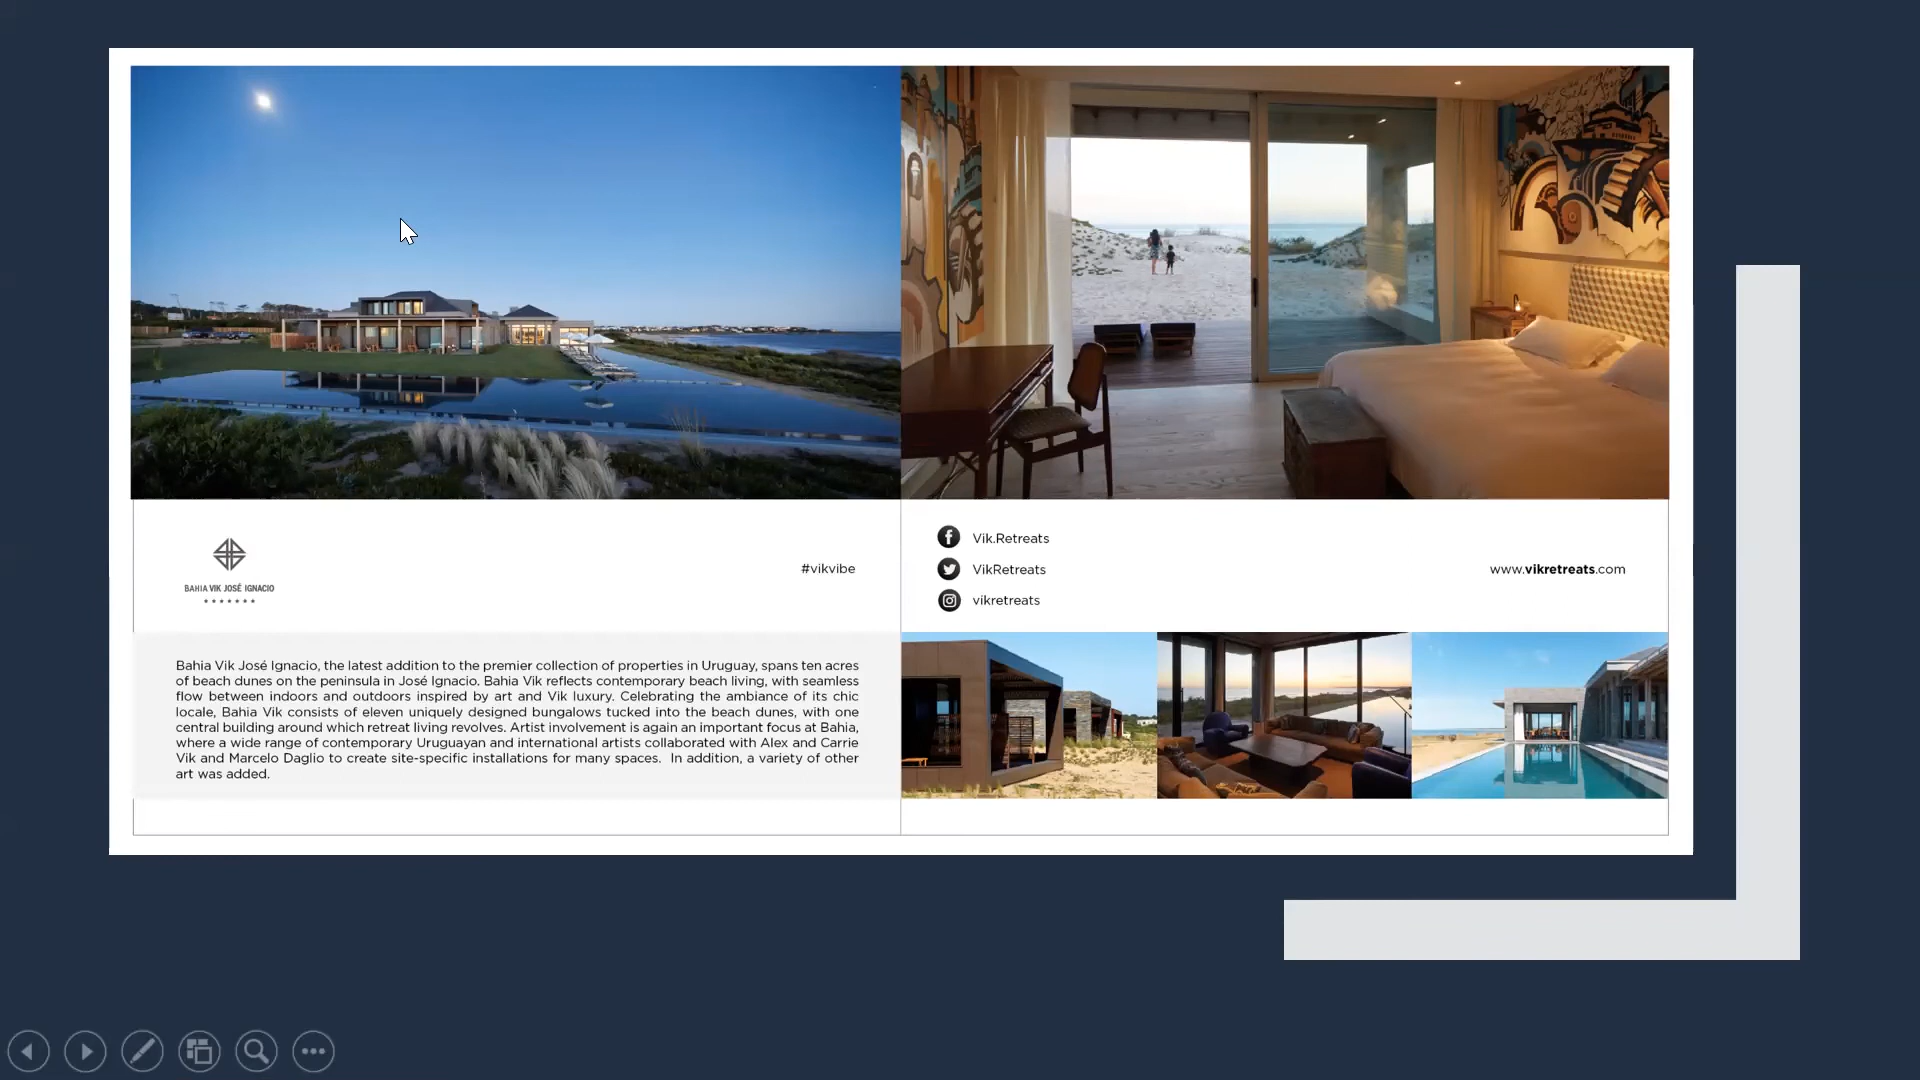 BAHIA VIK JOSÉ IGNACIO
#vikvibe
Vik.Retreats
VikRetreats
vikretreats
www.vikretreats.com
Bahia Vik José Ignacio, the latest addition to the premier collection of properties in Uruguay, spans ten acres
of beach dunes on the peninsula in José Ignacio. Bahia Vik reflects contemporary beach living, with seamless
flow between indoors and outdoors inspired by art and Vik luxury. Celebrating the ambiance of its chic
locale, Bahia Vik consists of eleven uniquely designed bungalows tucked into the beach dunes, with one
central building around which retreat living revolves. Artist involvement is again an important focus at Bahia,
where a wide range of contemporary Uruguayan and international artists collaborated with Alex and Carrie
Vik and Marcelo Daglio to create site-specific installations for many spaces.  In addition, a variety of other
art was added.